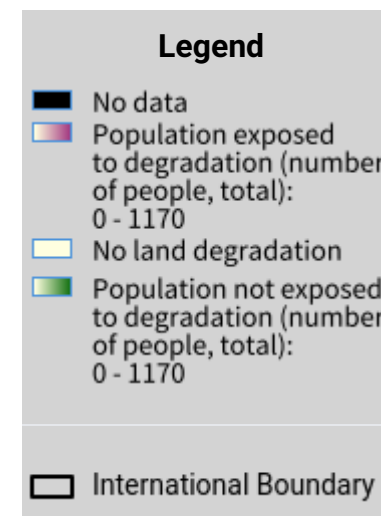 Legend
No data
Population exposed
to degradation (number
of people, total):
0 - 1170
No land degradation
Population not exposed
to degradation (number
of people, total):
0 - 1170
International Boundary